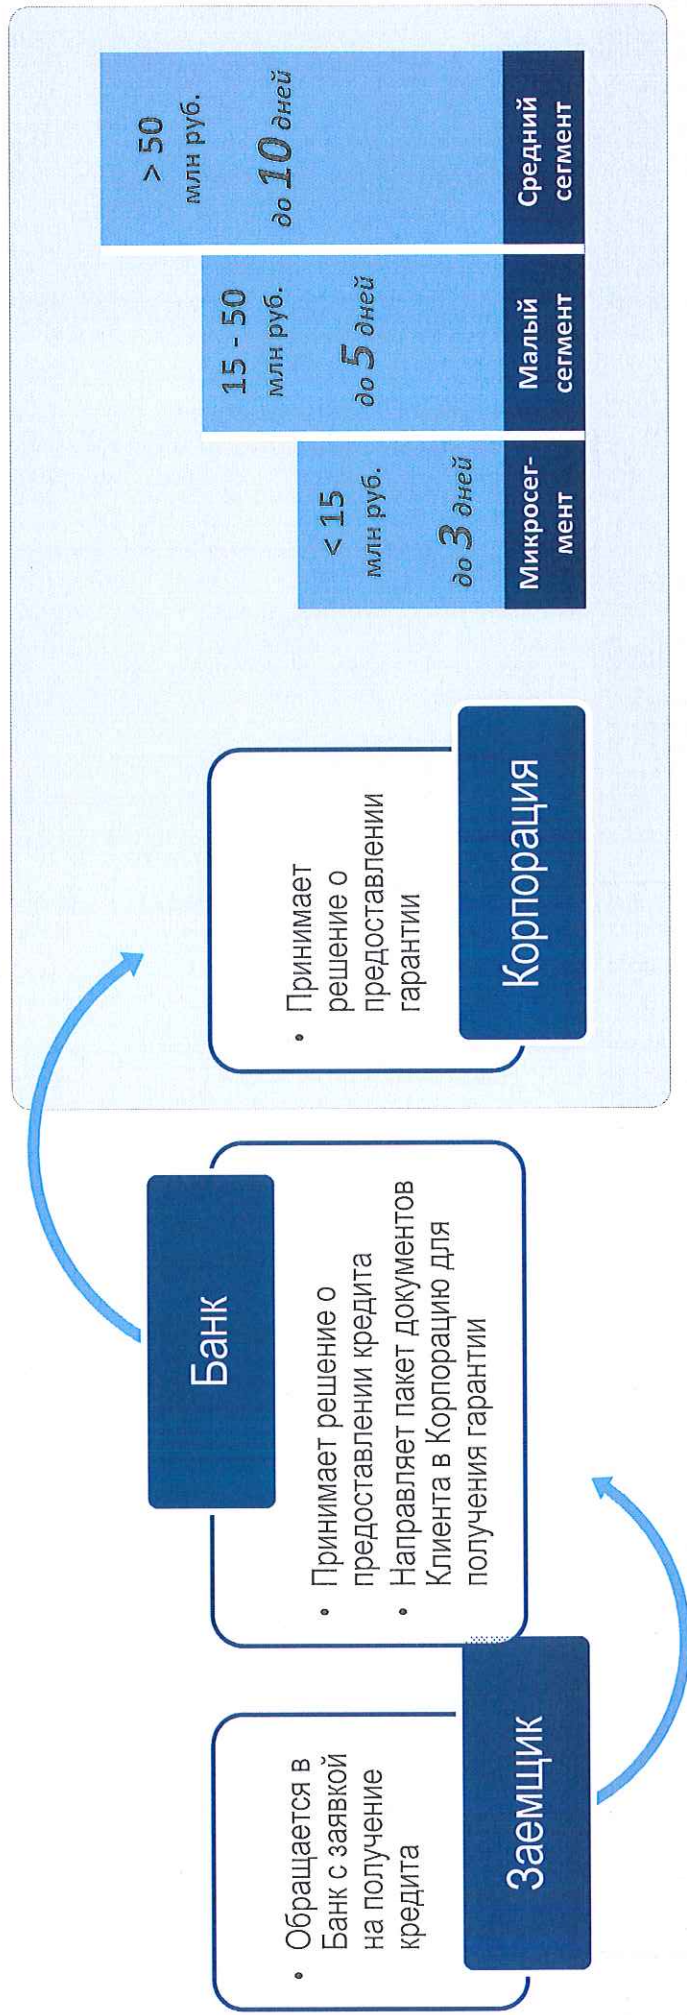 • Обращается в
Банк с заявкой
на получение
кредита
Заемщик
Банк
• Принимает решение о
предоставлении кредита
• Направляет пакет документов
Клиента в Корпорацию для
получения гарантии
• Принимает
решение о
предоставлении
гарантии
Корпорация
< 15
млн руб.
до 3 дней
Микросег-
мент
15 - 50
млн руб.
до 5 дней
Малый
сегмент
> 50
млн руб.
до 10 дней
Средний
сегмент